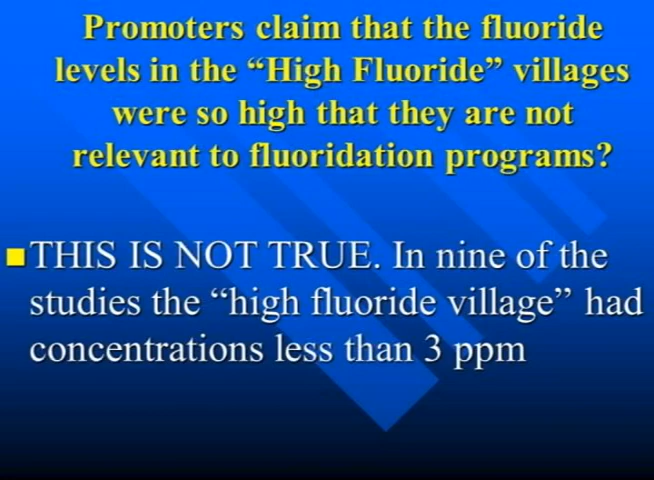 Promoters claim that the fluoride
levels in the “High Fluoride” villages
were so high that they are not
relevant to fluoridation programs?
THIS IS NOT TRUE. In nine of the
studies the “high fluoride village” had
concentrations less than 3 ppm